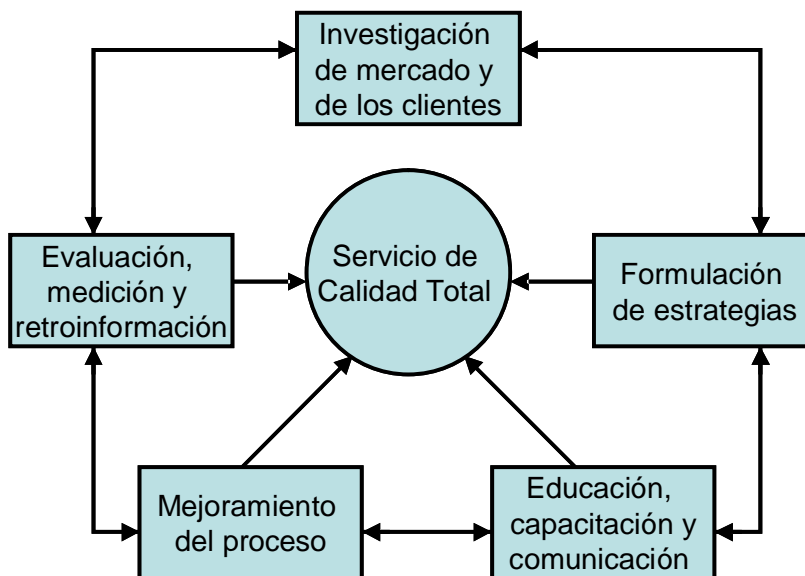 Investigación
de mercado y
de los clientes
Evaluación,
medición y
retroinformación
Servicio de
Calidad Total
Formulación
de estrategias
Mejoramiento
del proceso
Educación,
capacitación y
comunicación